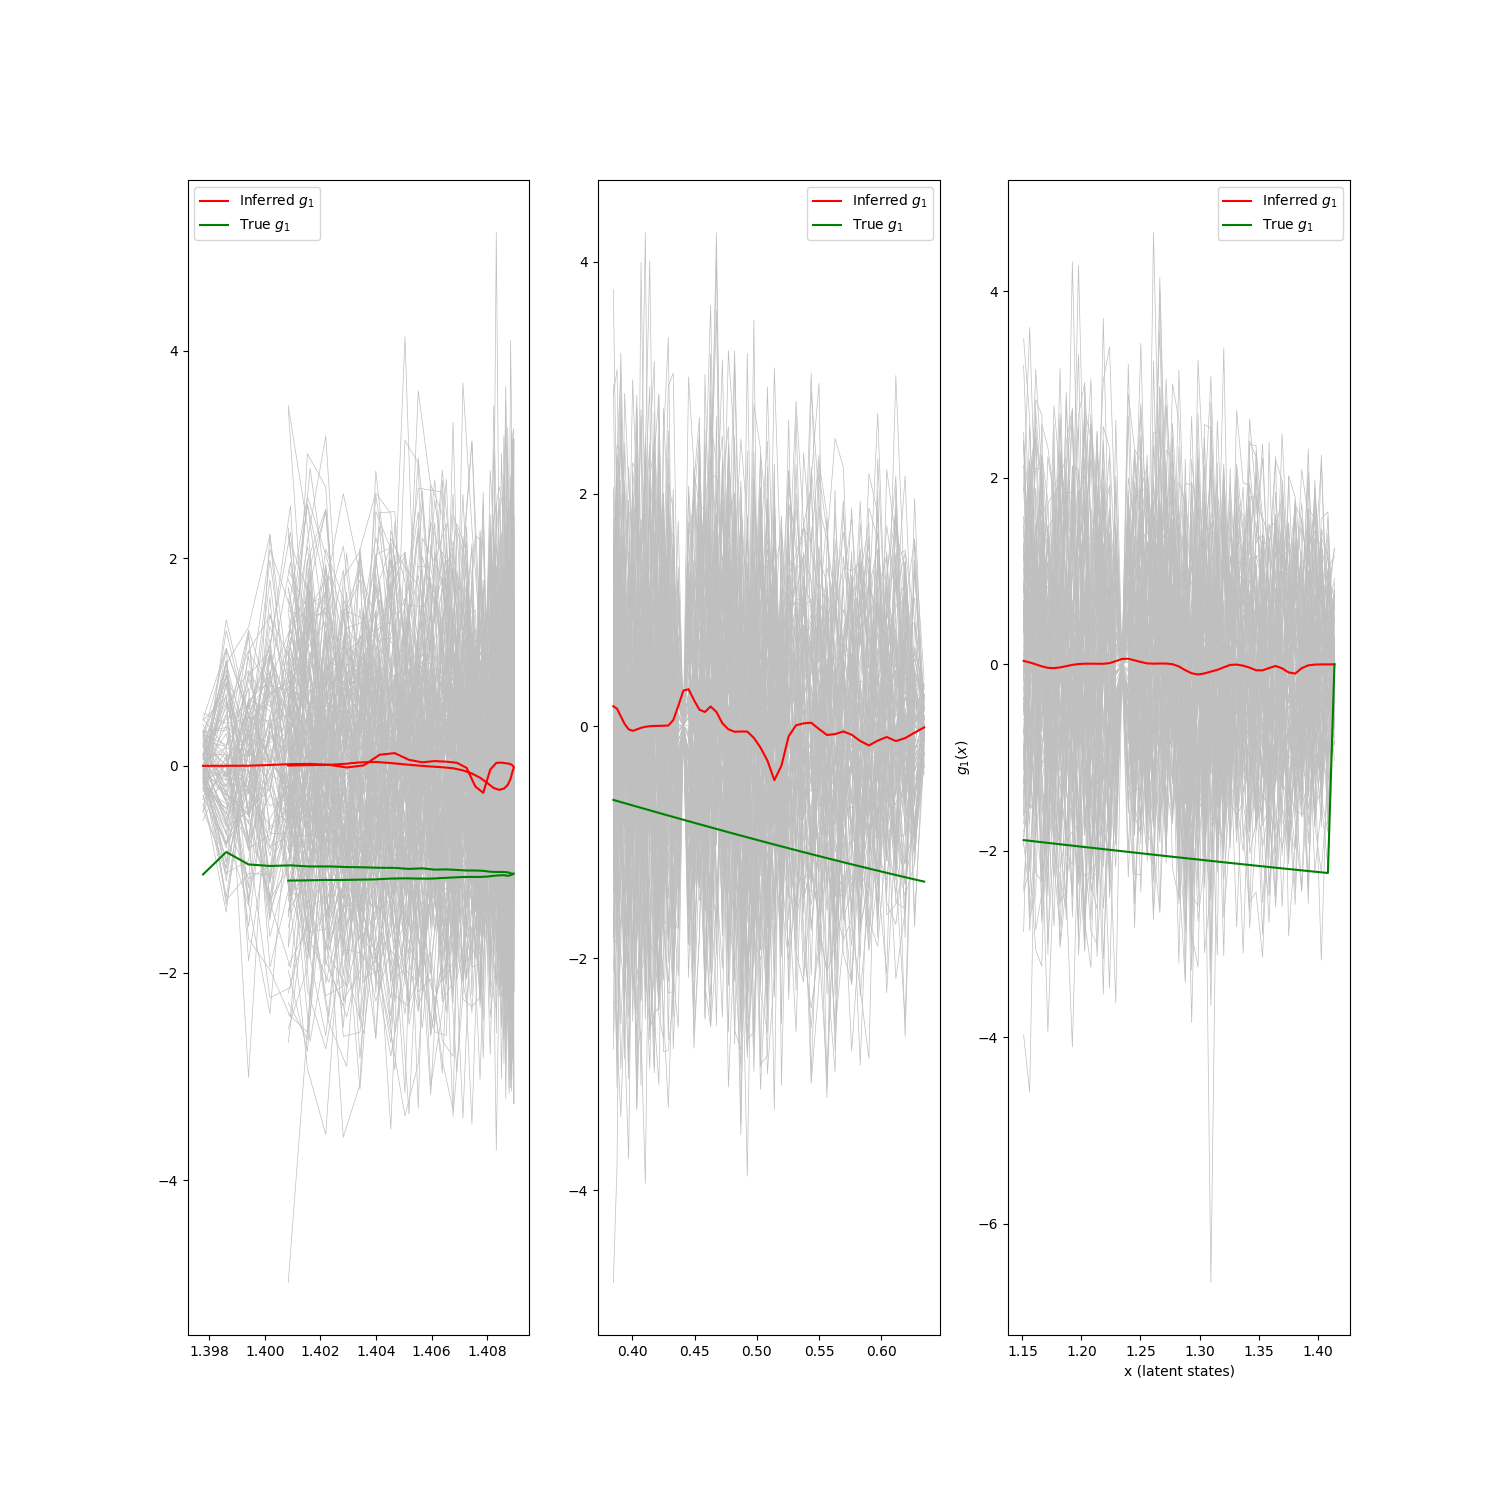 Inferred g₁
True g₁
4
2
0
−2
−4
1.398 1.400 1.402 1.404 1.406 1.408
Inferred g₁
True g₁
4
2
0
−2
−4
0.40 0.45 0.50 0.55 0.60
Inferred g₁
True g₁
g₁(x)
4
2
0
−2
−4
−6
1.15 1.20 1.25 1.30 1.35 1.40
x (latent states)